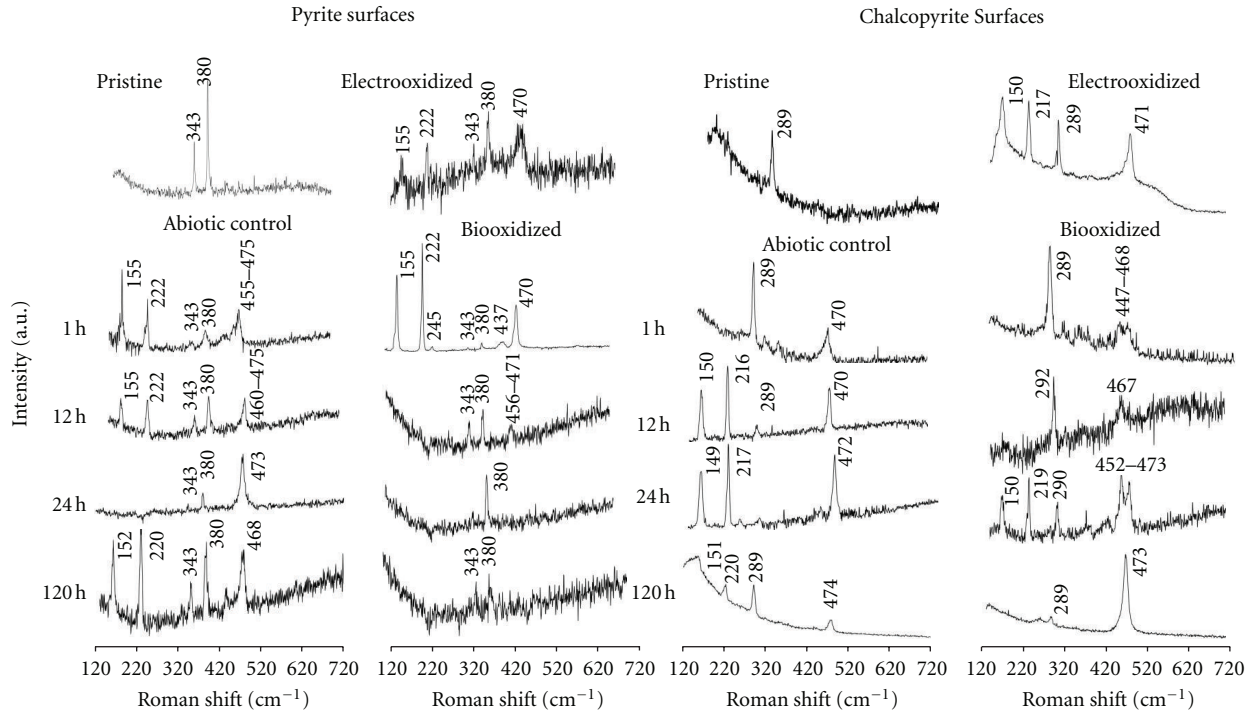 Pyrite surfaces
Chalcopyrite Surfaces
Pristine
343
380
Electrooxidized
155
222
343
380
470
Pristine
289
Electrooxidized
150
217
289
471
Intensity (a.u.)
Abiotic control
Biooxidized
Abiotic control
Biooxidized
1 h
155
222
343
380
455–475
155
222
245
343
380
437
470
1 h
289
470
289
447–468
12 h
155
222
343
380
460–475
343
380
456–471
12 h
150
216
289
470
292
467
24 h
343
380
473
380
24 h
149
217
472
150
219
290
452–473
120 h
152
220
343
380
468
343
380
120 h
151
220
289
474
289
473
120 220 330 420 520 620 720
120 220 330 420 520 620 720
120 220 330 420 520 620 720
120 220 330 420 520 620 720
Roman shift (cm−1)
Roman shift (cm−1)
Roman shift (cm−1)
Roman shift (cm−1)